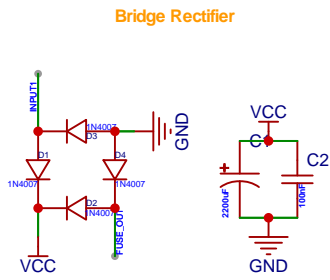 Bridge Rectifier
INPUT1
1N4007
D3
GND
D1
1N4007
D4
1N4007
D2
1N4007
FUSE_OUT
VCC
VCC
C1
+
2200uF
C2
100nF
GND